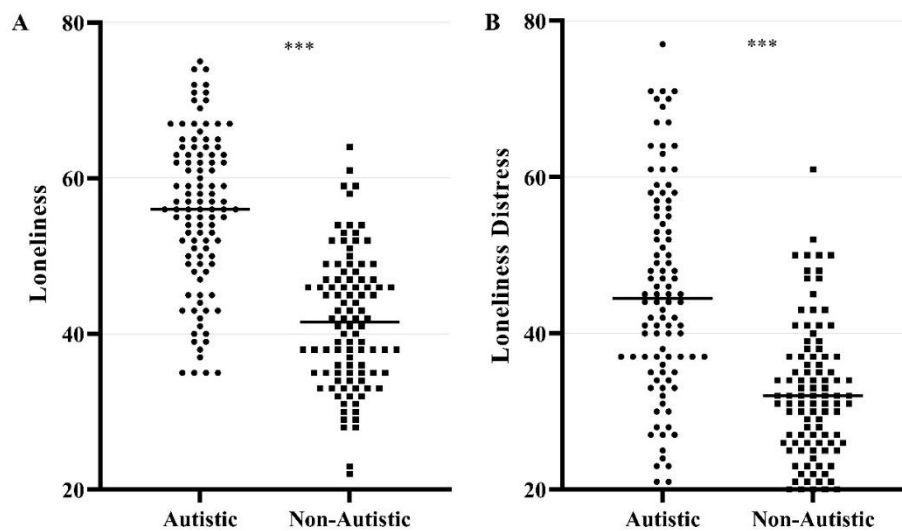 A
B
***
***
Loneliness
80
60
40
20
Autistic
Non-Autistic
Loneliness Distress
80
60
40
20
Autistic
Non-Autistic